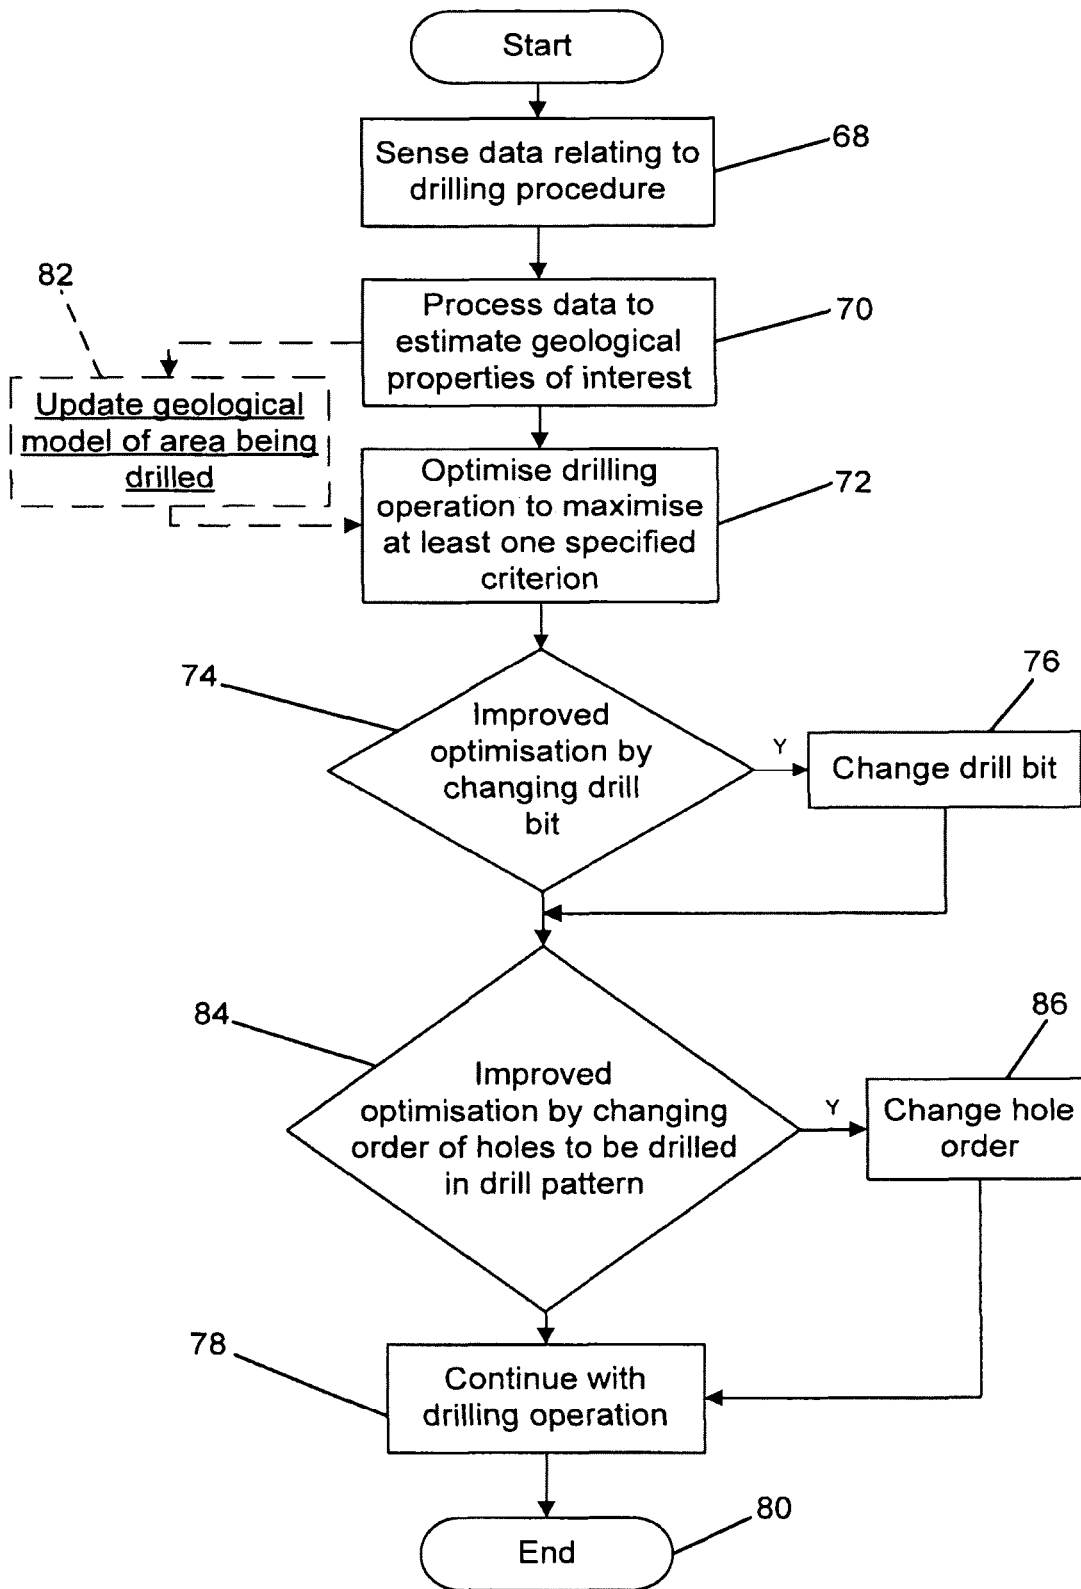 Start
Sense data relating to
drilling procedure
68
82
Process data to
estimate geological
properties of interest
70
Update geological
model of area being
drilled
Optimise drilling
operation to maximise
at least one specified
criterion
72
74
Improved
optimisation by
changing drill
bit
Y
76
Change drill bit
84
Improved
optimisation by changing
order of holes to be drilled
in drill pattern
Y
86
Change hole
order
78
Continue with
drilling operation
80
End